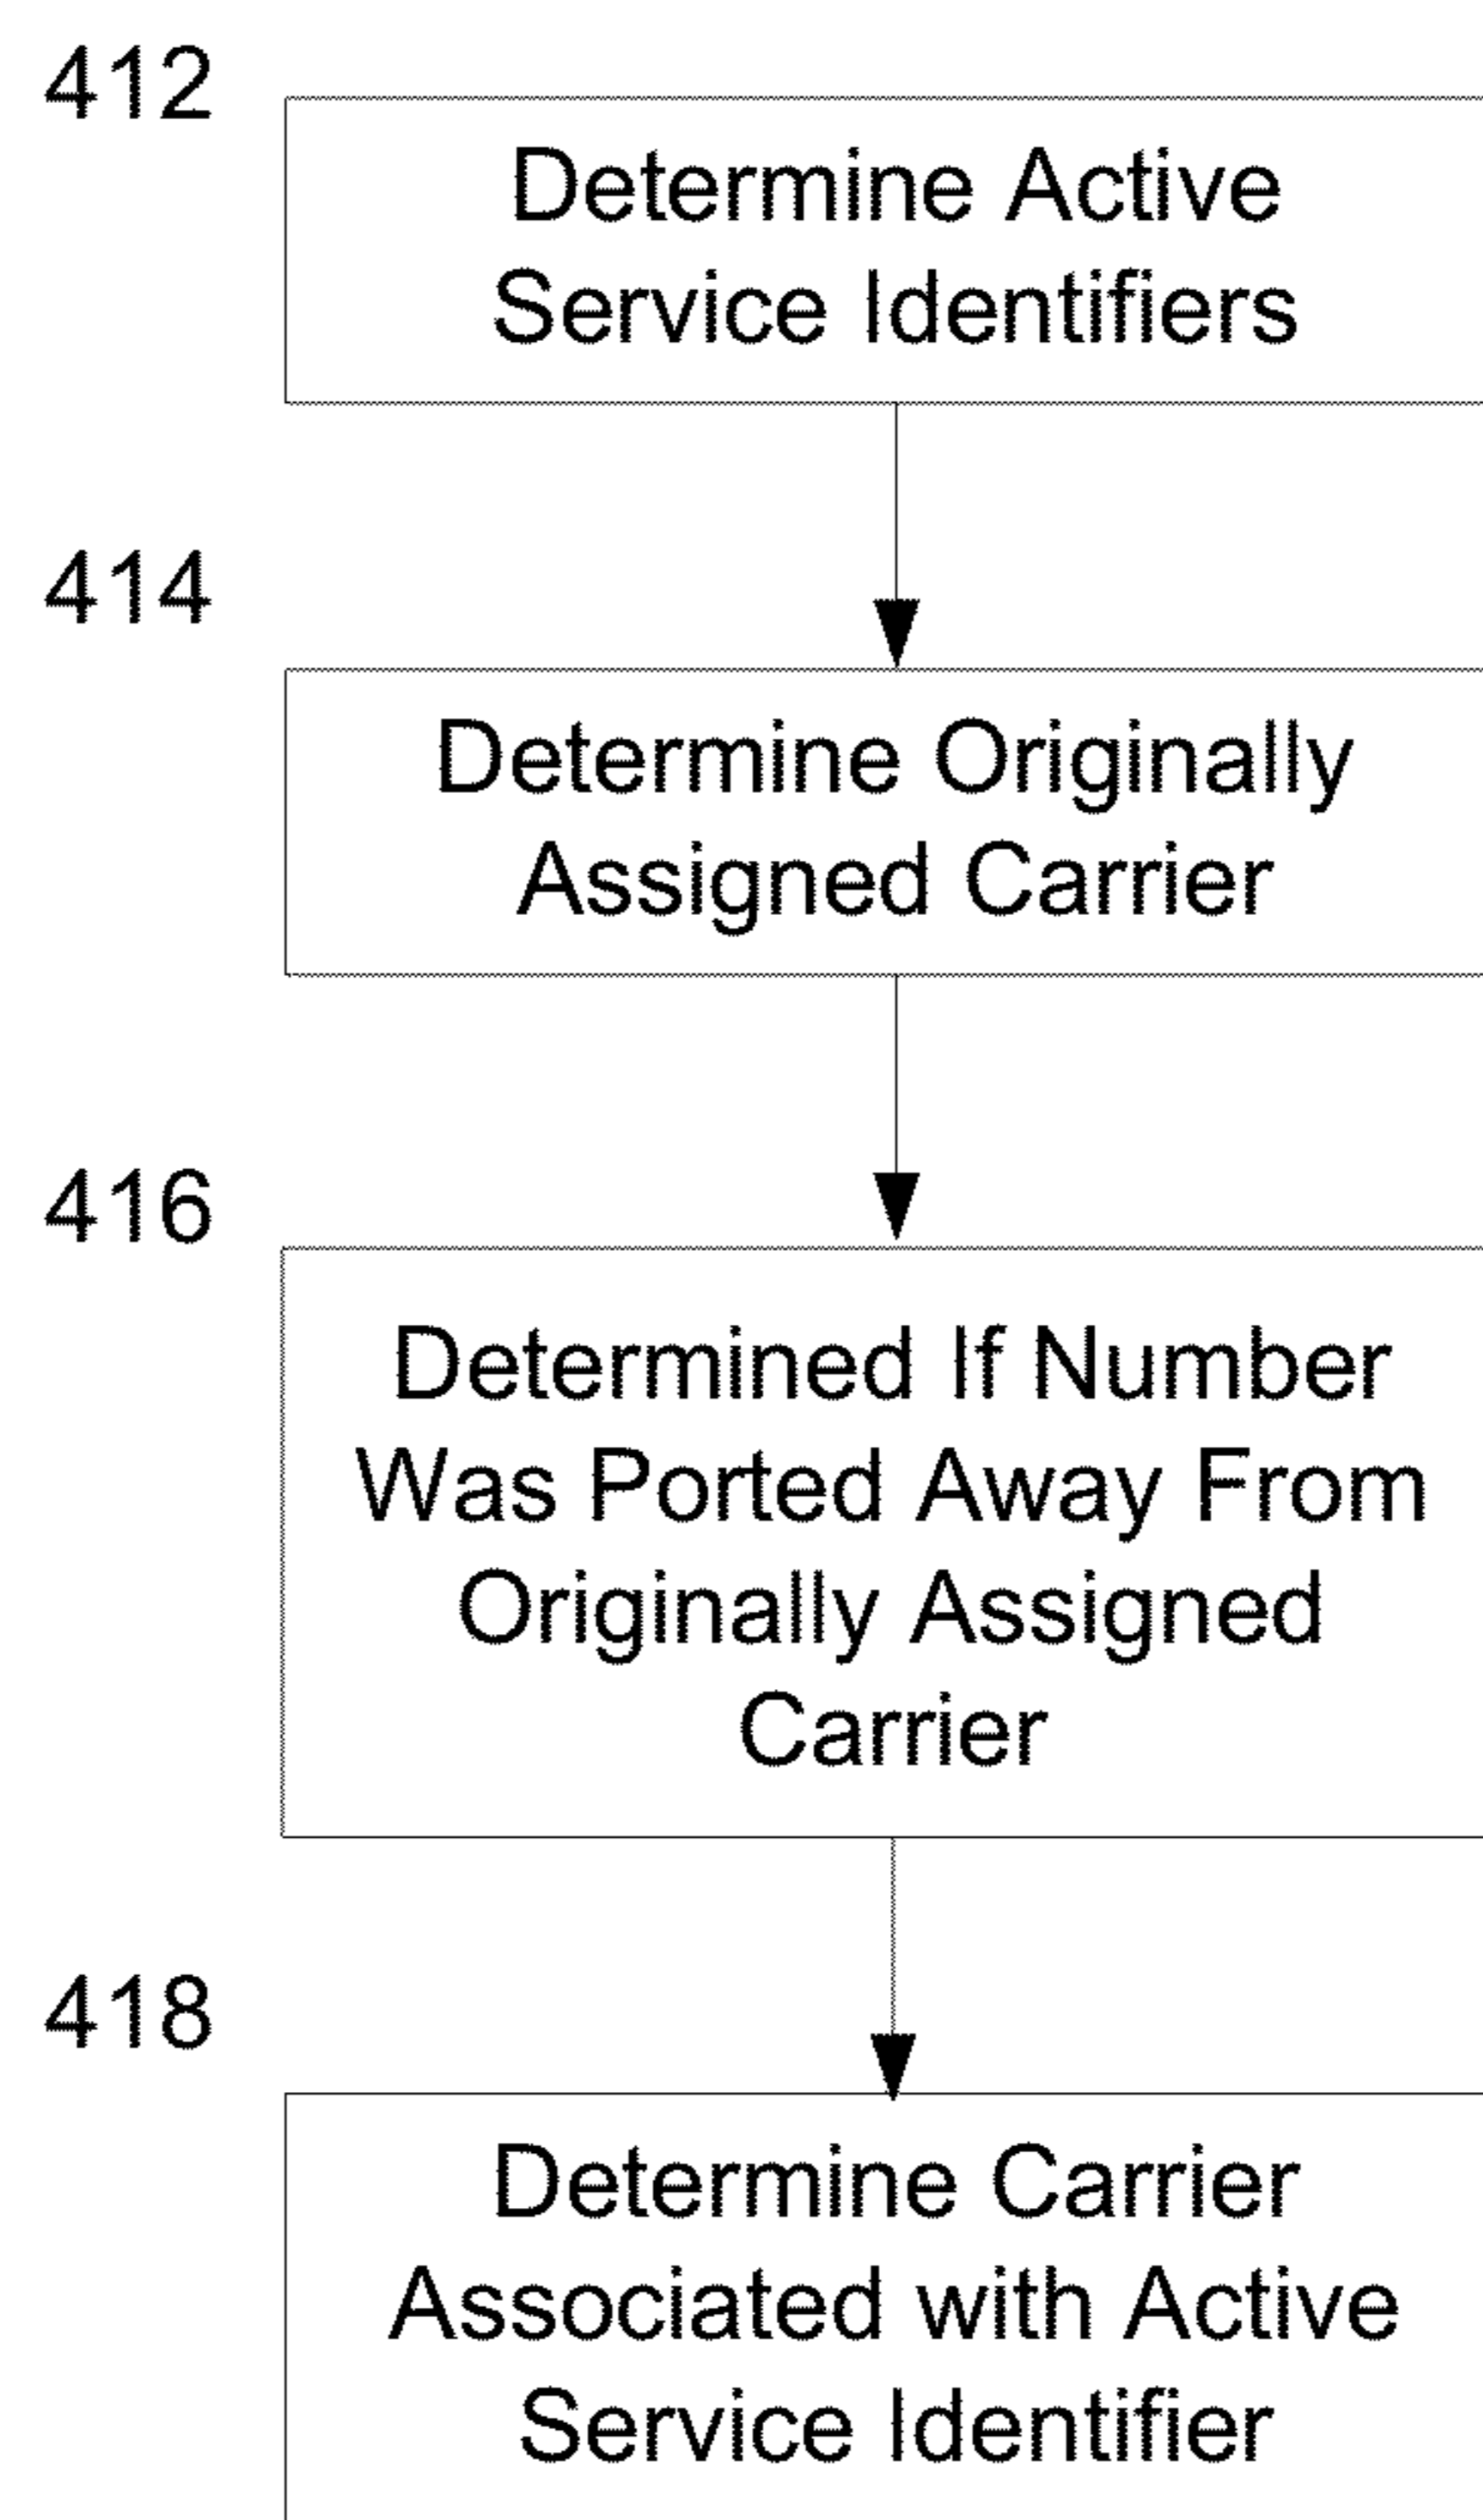 412
Determine Active
Service Identifiers
414
Determine Originally
Assigned Carrier
416
Determined If Number
Was Ported Away From
Originally Assigned
Carrier
418
Determine Carrier
Associated with Active
Service Identifier